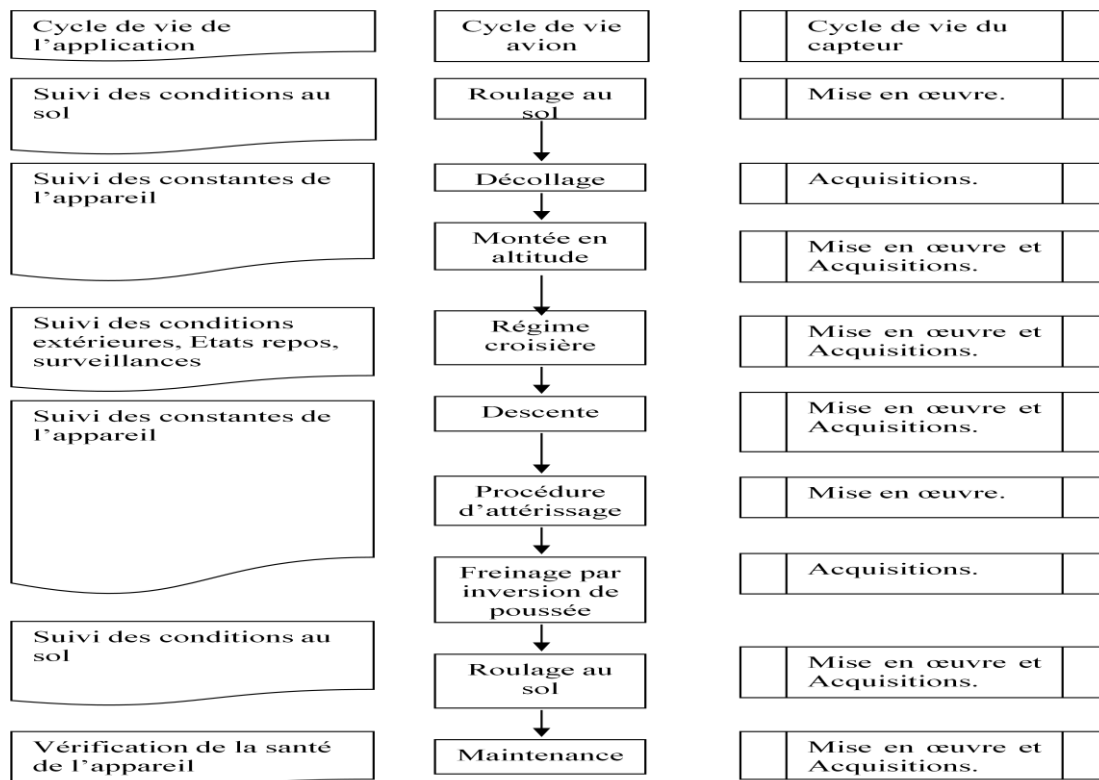 Cycle de vie de
l'application
Cycle de vie
avion
Cycle de vie du
capteur
Suivi des conditions au
sol
Roulage au
sol
Mise en œuvre.
Suivi des constantes de
l'appareil
Décollage
Acquisitions.
Montée en
altitude
Mise en œuvre et
Acquisitions.
Suivi des conditions
extérieures, Etats repos,
surveillances
Régime
croisière
Mise en œuvre et
Acquisitions.
Suivi des constantes de
l'appareil
Descente
Mise en œuvre et
Acquisitions.
Procédure
d'attérissage
Mise en œuvre.
Freinage par
inversion de
poussée
Acquisitions.
Suivi des conditions au
sol
Roulage au
sol
Mise en œuvre et
Acquisitions.
Vérification de la santé
de l'appareil
Maintenance
Mise en œuvre et
Acquisitions.